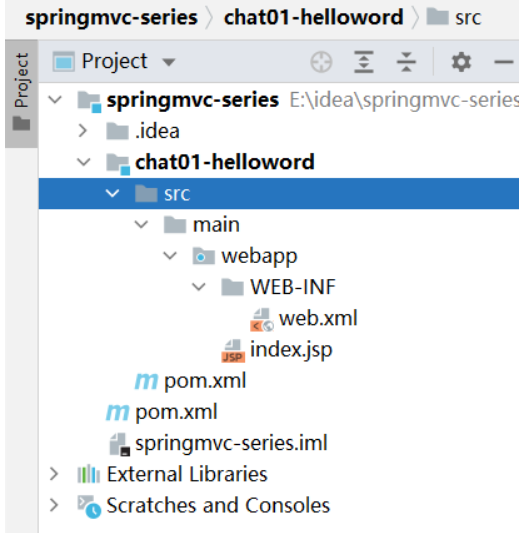 springmvc-series 〉 chat01-helloword 〉 src
Project
Project
springmvc-series E:\idea\springmvc-series
.idea
chat01-helloword
src
main
webapp
WEB-INF
web.xml
JSP index.jsp
m pom.xml
m pom.xml
springmvc-series.iml
External Libraries
Scratches and Consoles